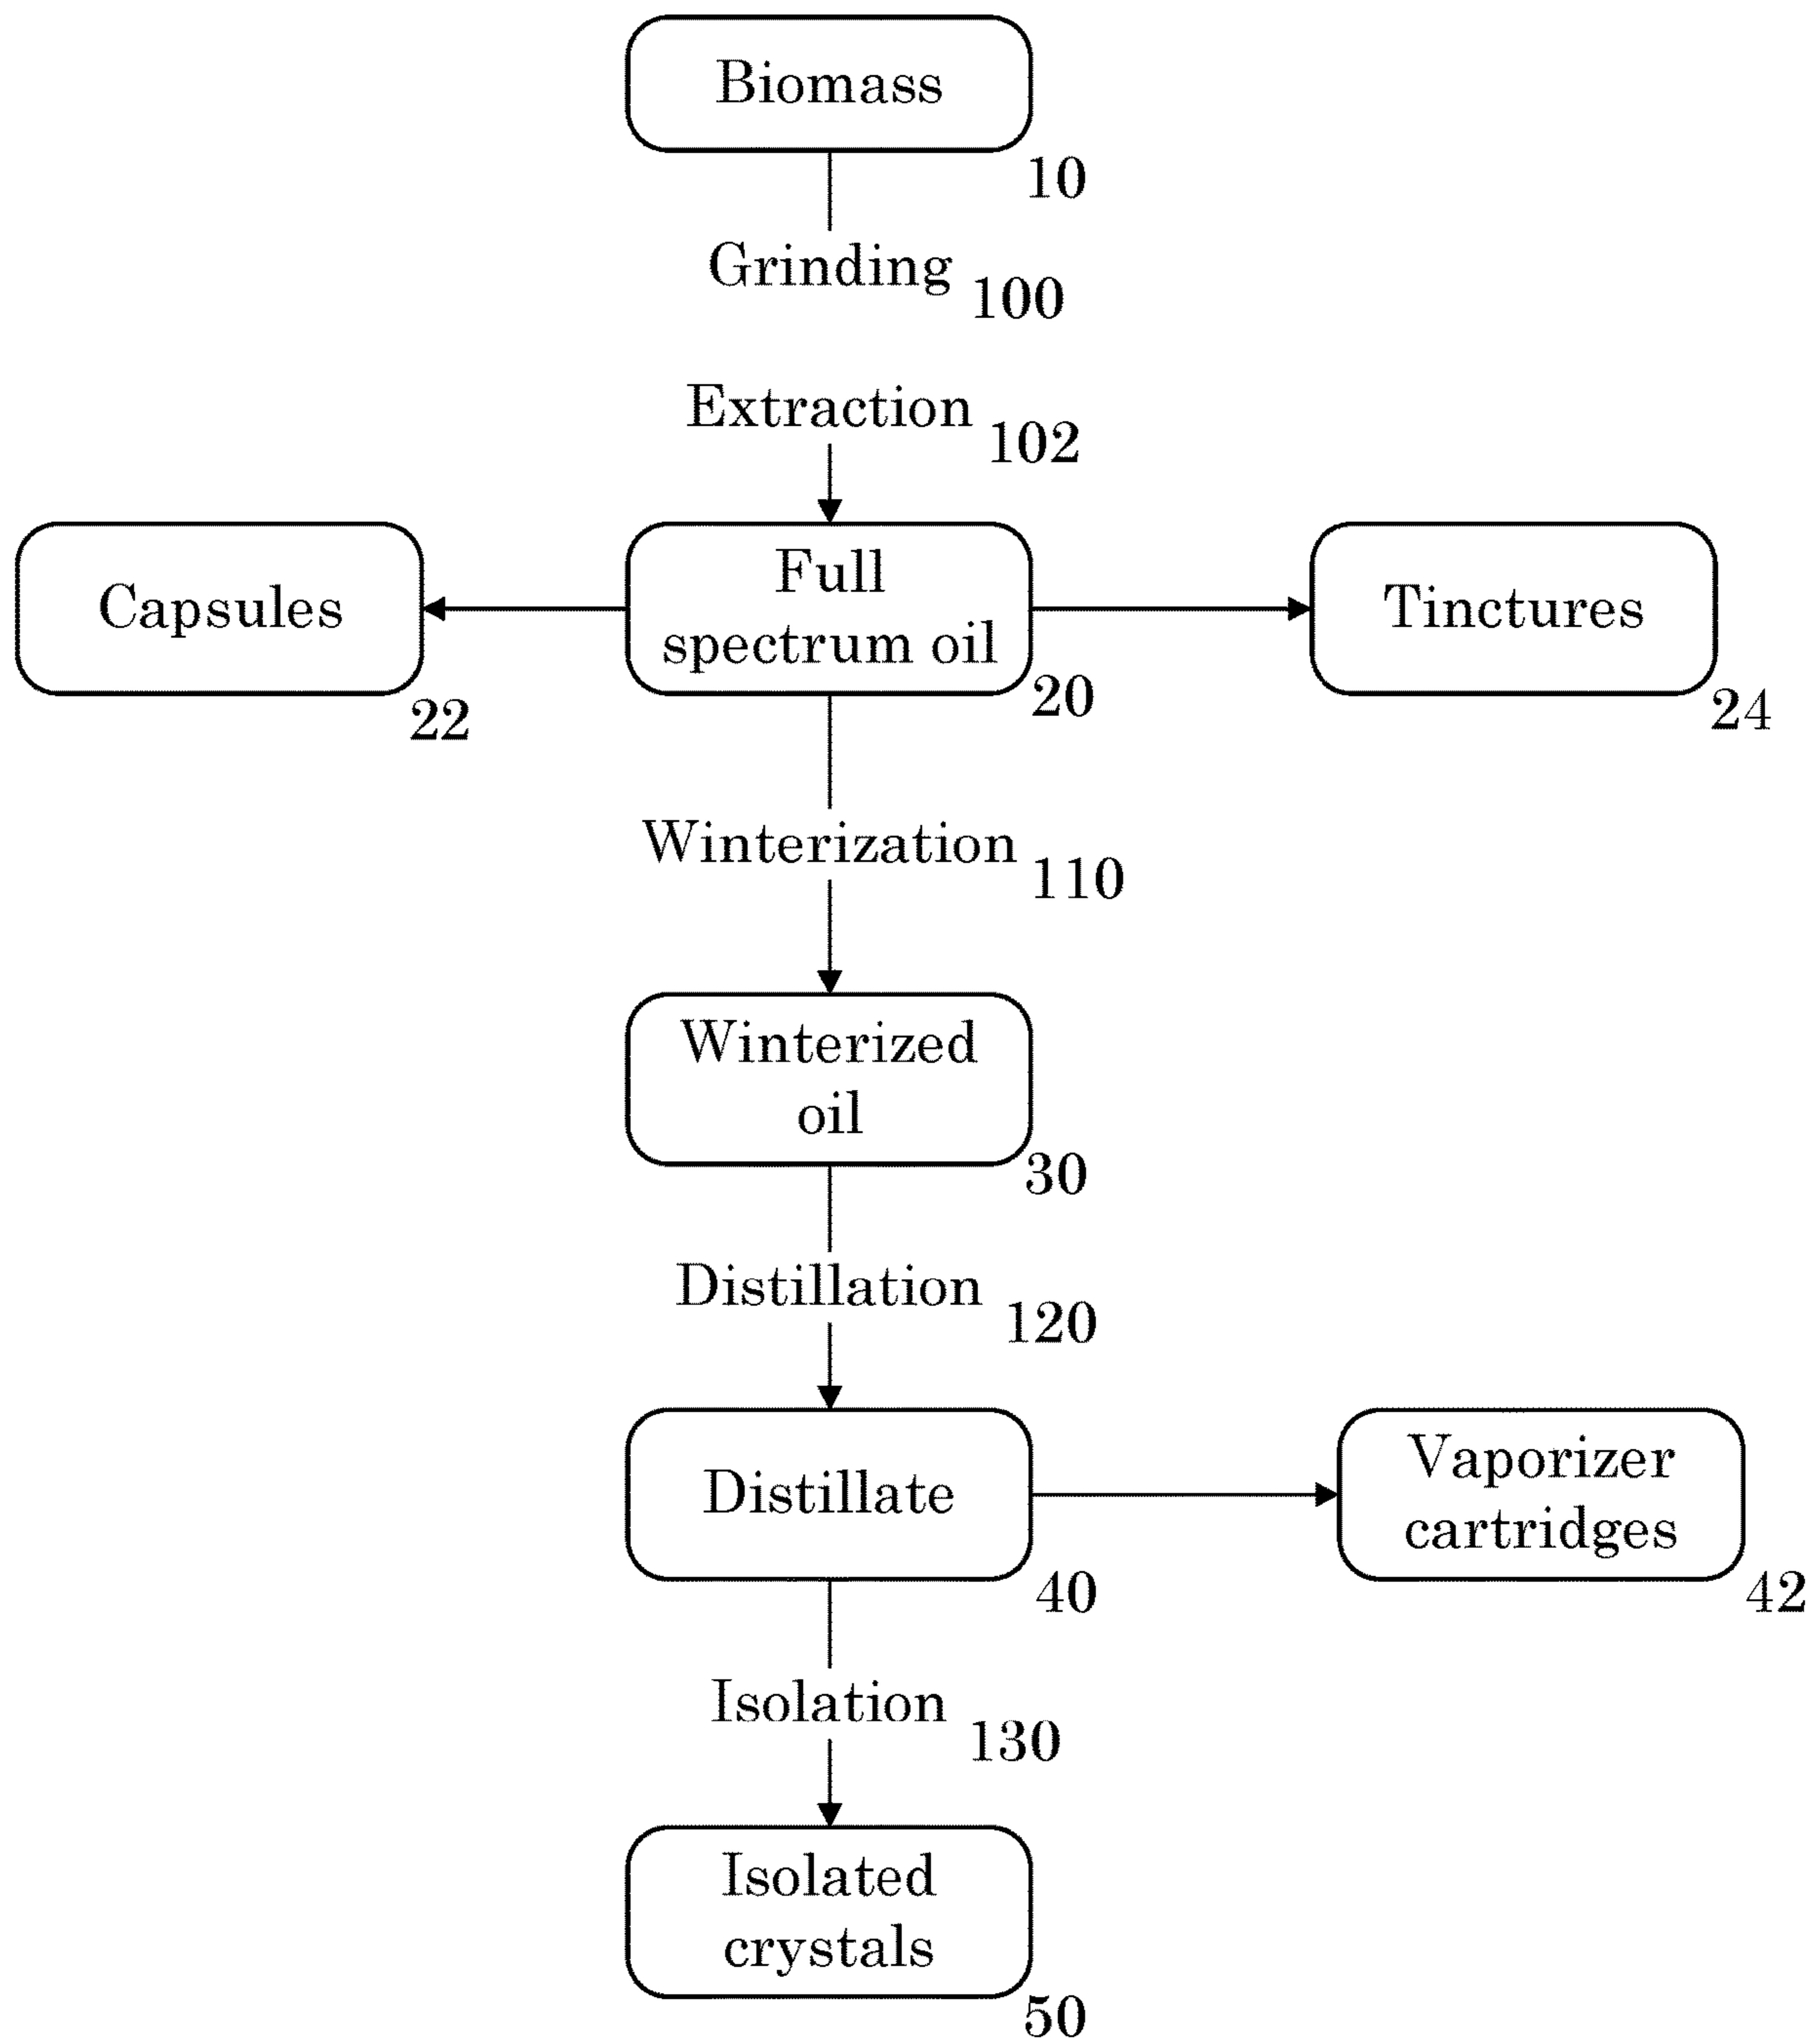 Biomass
10
Grinding
100
Extraction
102
Capsules
22
Full
spectrum oil
20
Tinctures
24
Winterization
110
Winterized
oil
30
Distillation
120
Distillate
40
Vaporizer
cartridges
42
Isolation
130
Isolated
crystals
50